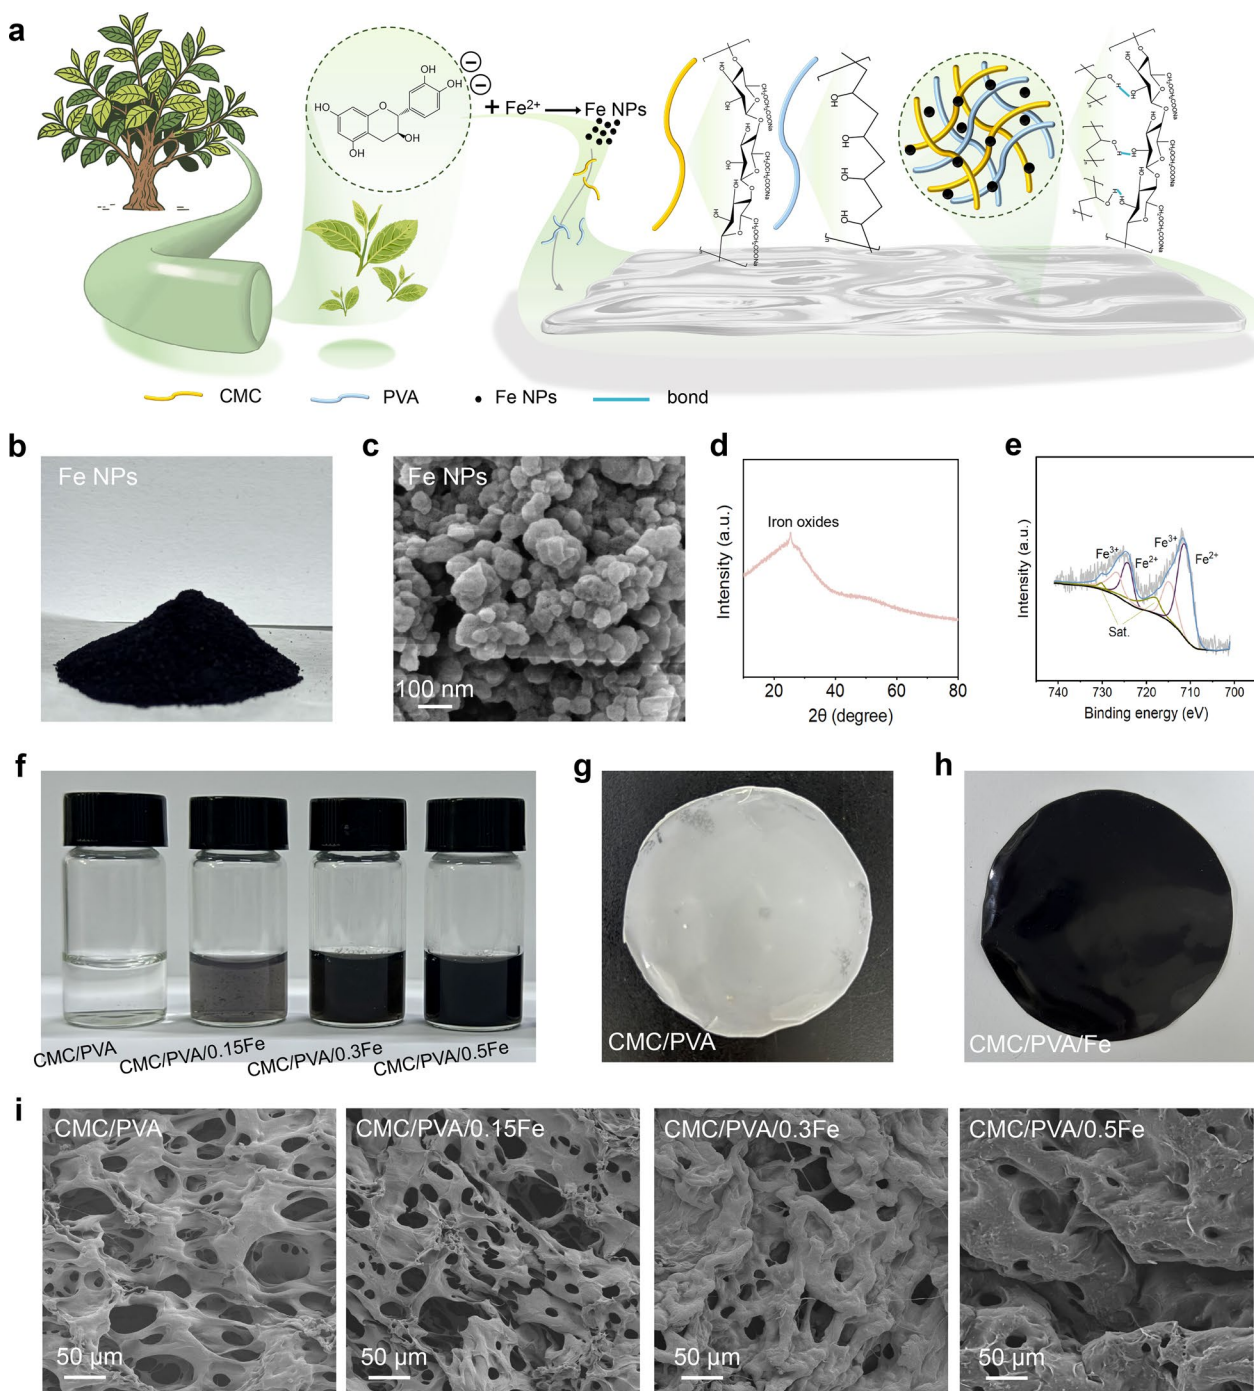 a
OH
OH
HO
O
OH
OH
+ Fe²⁺ → Fe NPs
OH
OH
OH
OH
CMC
PVA
Fe NPs
bond
b
Fe NPs
c
Fe NPs
100 nm
d
Intensity (a.u.)
Iron oxides
20
40
60
80
2θ (degree)
e
Intensity (a.u.)
Fe³⁺
Fe²⁺
Fe³⁺
Fe²⁺
Sat.
740
730
720
710
700
Binding energy (eV)
f
CMC/PVA
CMC/PVA/0.15Fe
CMC/PVA/0.3Fe
CMC/PVA/0.5Fe
g
CMC/PVA
h
CMC/PVA/Fe
i
CMC/PVA
50 μm
CMC/PVA/0.15Fe
50 μm
CMC/PVA/0.3Fe
50 μm
CMC/PVA/0.5Fe
50 μm